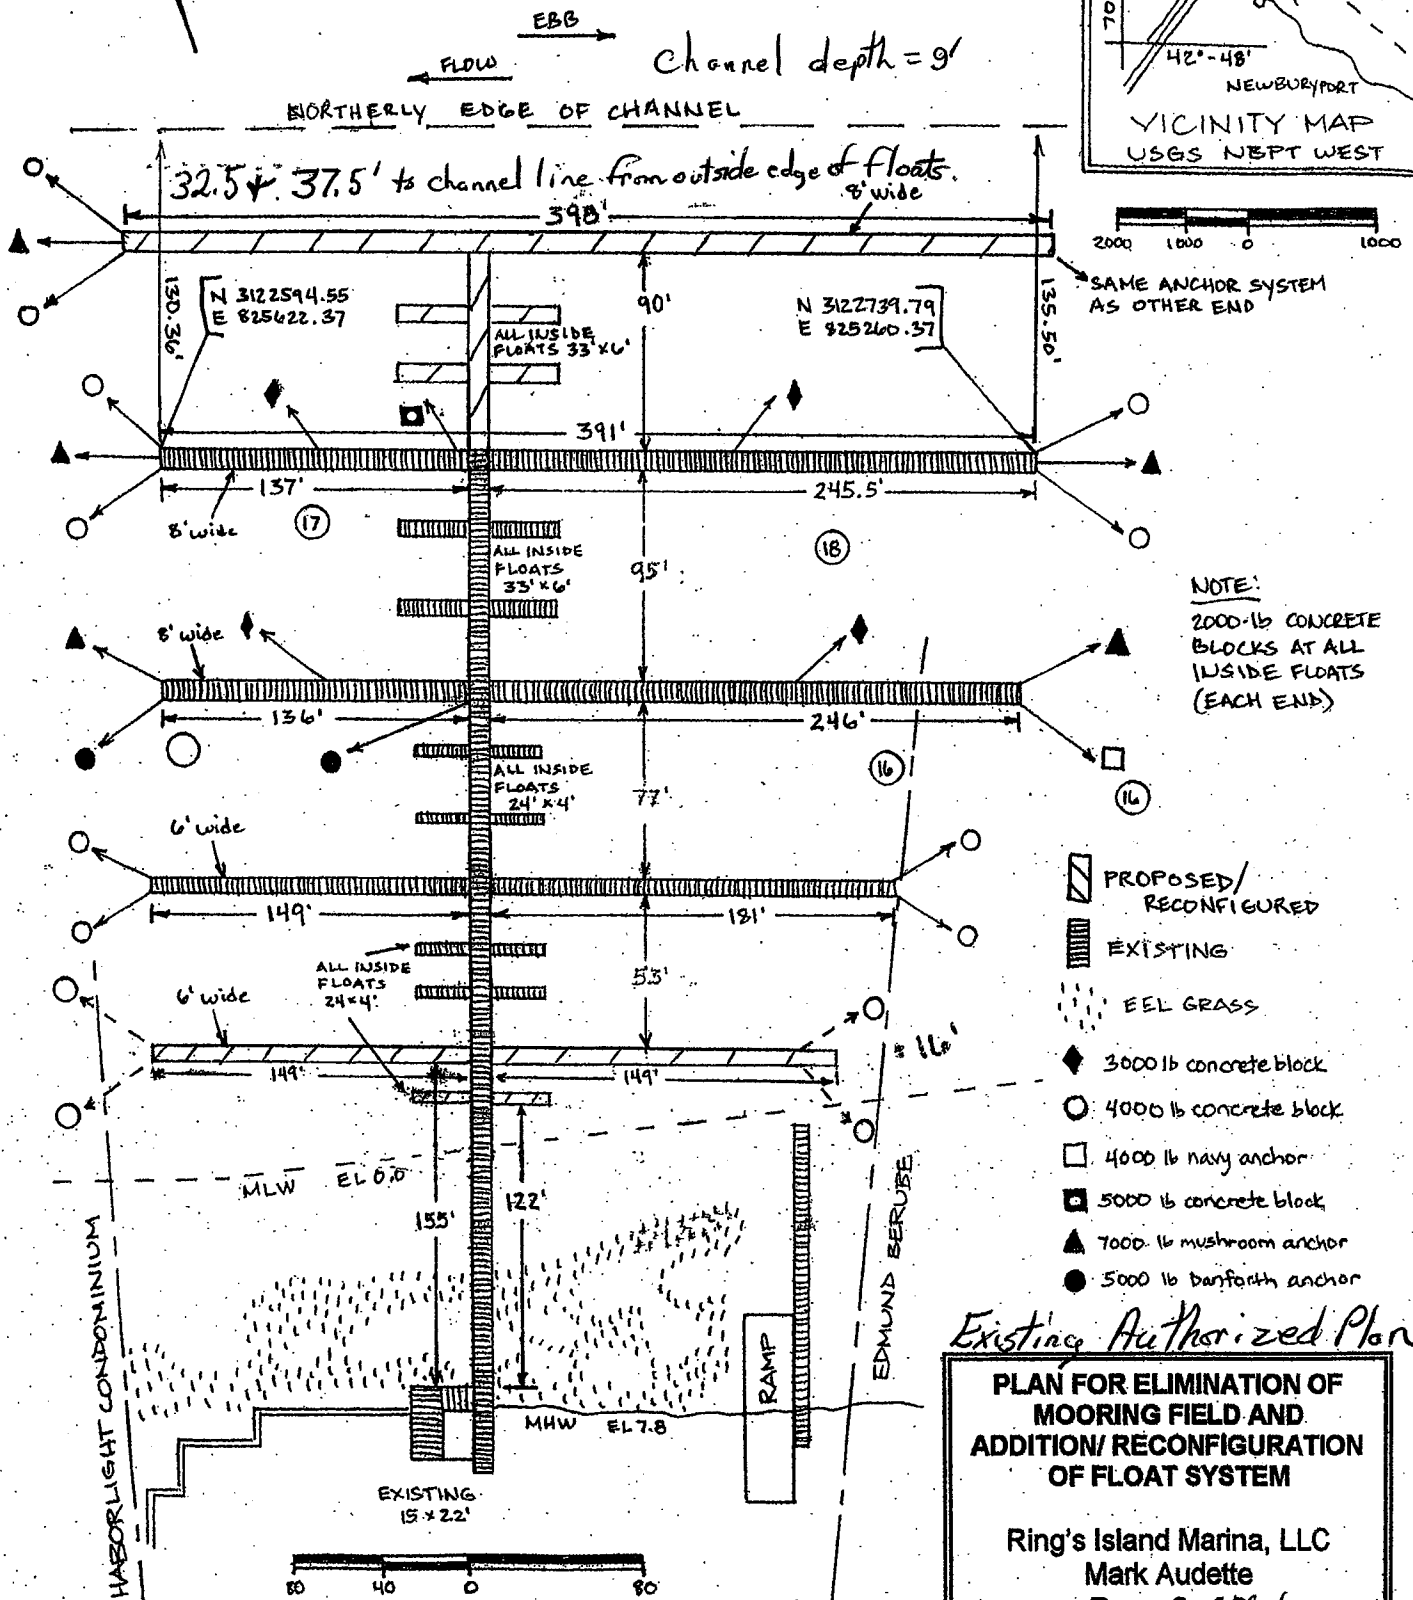 EBB
FLOW
Channel depth = 9'
NORTHERLY EDGE OF CHANNEL
32.5 37.5' to channel line from outside edge of floats.
8' wide
398'
70
42°-48'
NEWBURYPORT
VICINITY MAP
USGS NBPT WEST
2000 1000 0 1000
SAME ANCHOR SYSTEM
AS OTHER END
130.36'
N 3122594.55
E 825622.37
ALL INSIDE
FLOATS 33'x6'
90'
N 3122739.79
E 825260.37
135.50'
391'
137'
245.5'
8' wide
17
18
ALL INSIDE
FLOATS
33'x6'
95'
NOTE:
2000-lb CONCRETE
BLOCKS AT ALL
INSIDE FLOATS
(EACH END)
8' wide
136'
246'
ALL INSIDE
FLOATS
24'x4'
77'
16
16
6' wide
149'
181'
ALL INSIDE
FLOATS
24x4'
53'
6' wide
149'
149'
PROPOSED/
RECONFIGURED
EXISTING
EEL GRASS
3000 lb concrete block
4000 lb concrete block
4000 lb navy anchor
5000 lb concrete block
7000 lb mushroom anchor
5000 lb Danforth anchor
MLW EL 0.0
155'
122'
HABORLIGHT CONDOMINIUM
EDMUND BERUBE
RAMP
MHW EL 7.8
EXISTING
15 x 22'
80 40 0 80
Existing Authorized Plan
PLAN FOR ELIMINATION OF
MOORING FIELD AND
ADDITION/ RECONFIGURATION
OF FLOAT SYSTEM
Ring's Island Marina, LLC
Mark Audette